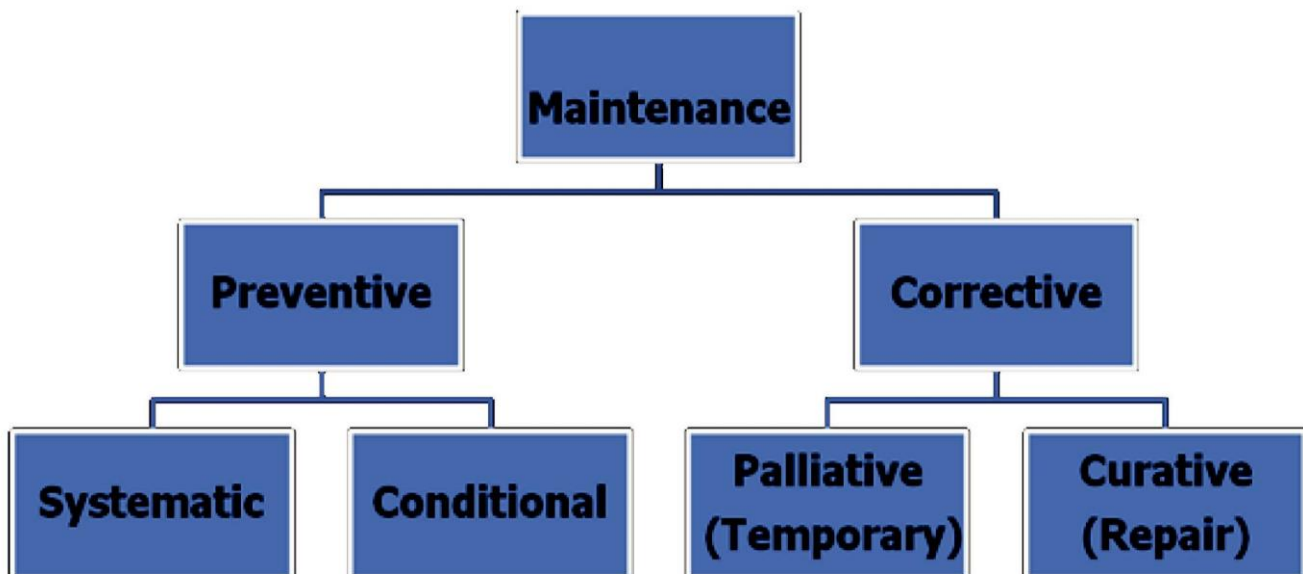 Maintenance
Preventive
Corrective
Systematic
Conditional
Palliative
(Temporary)
Curative
(Repair)